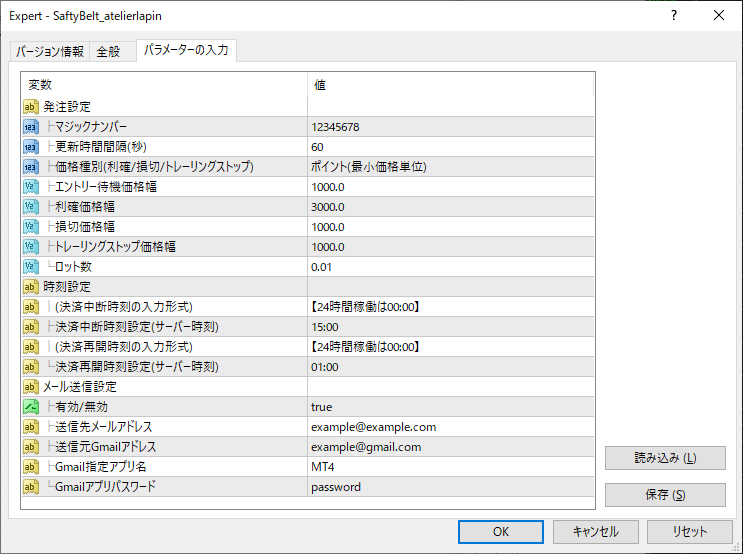 Expert - SaftyBelt_atelierlapin
バージョン情報 全般 パラメーターの入力
変数 値
発注設定
├マジックナンバー 12345678
├更新時間間隔(秒) 60
├価格種別(利確/損切/トレーリングストップ) ポイント(最小価格単位)
├エントリー待機価格幅 1000.0
├利確価格幅 3000.0
├損切価格幅 1000.0
├トレーリングストップ価格幅 1000.0
└ロット数 0.01
時刻設定
│(決済中断時刻の入力形式) 【24時間稼働は00:00】
├決済中断時刻設定(サーバー時刻) 15:00
│(決済再開時刻の入力形式) 【24時間稼働は00:00】
└決済再開時刻設定(サーバー時刻) 01:00
メール送信設定
├有効/無効 true
├送信先メールアドレス example@example.com
├送信元Gmailアドレス example@gmail.com
├Gmail指定アプリ名 MT4
└Gmailアプリパスワード password
読み込み (L)
保存 (S)
OK キャンセル リセット